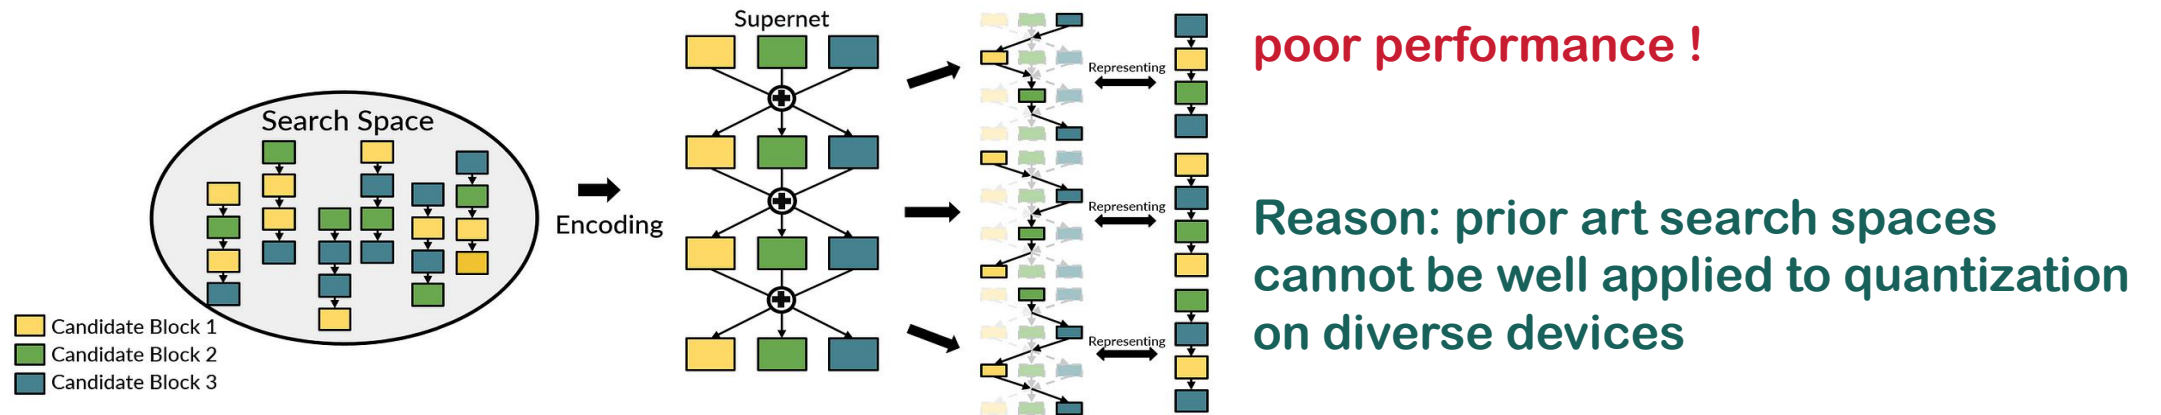 Search Space
Candidate Block 1
Candidate Block 2
Candidate Block 3
Encoding
Supernet
Representing
Representing
Representing
poor performance !
Reason: prior art search spaces
cannot be well applied to quantization
on diverse devices